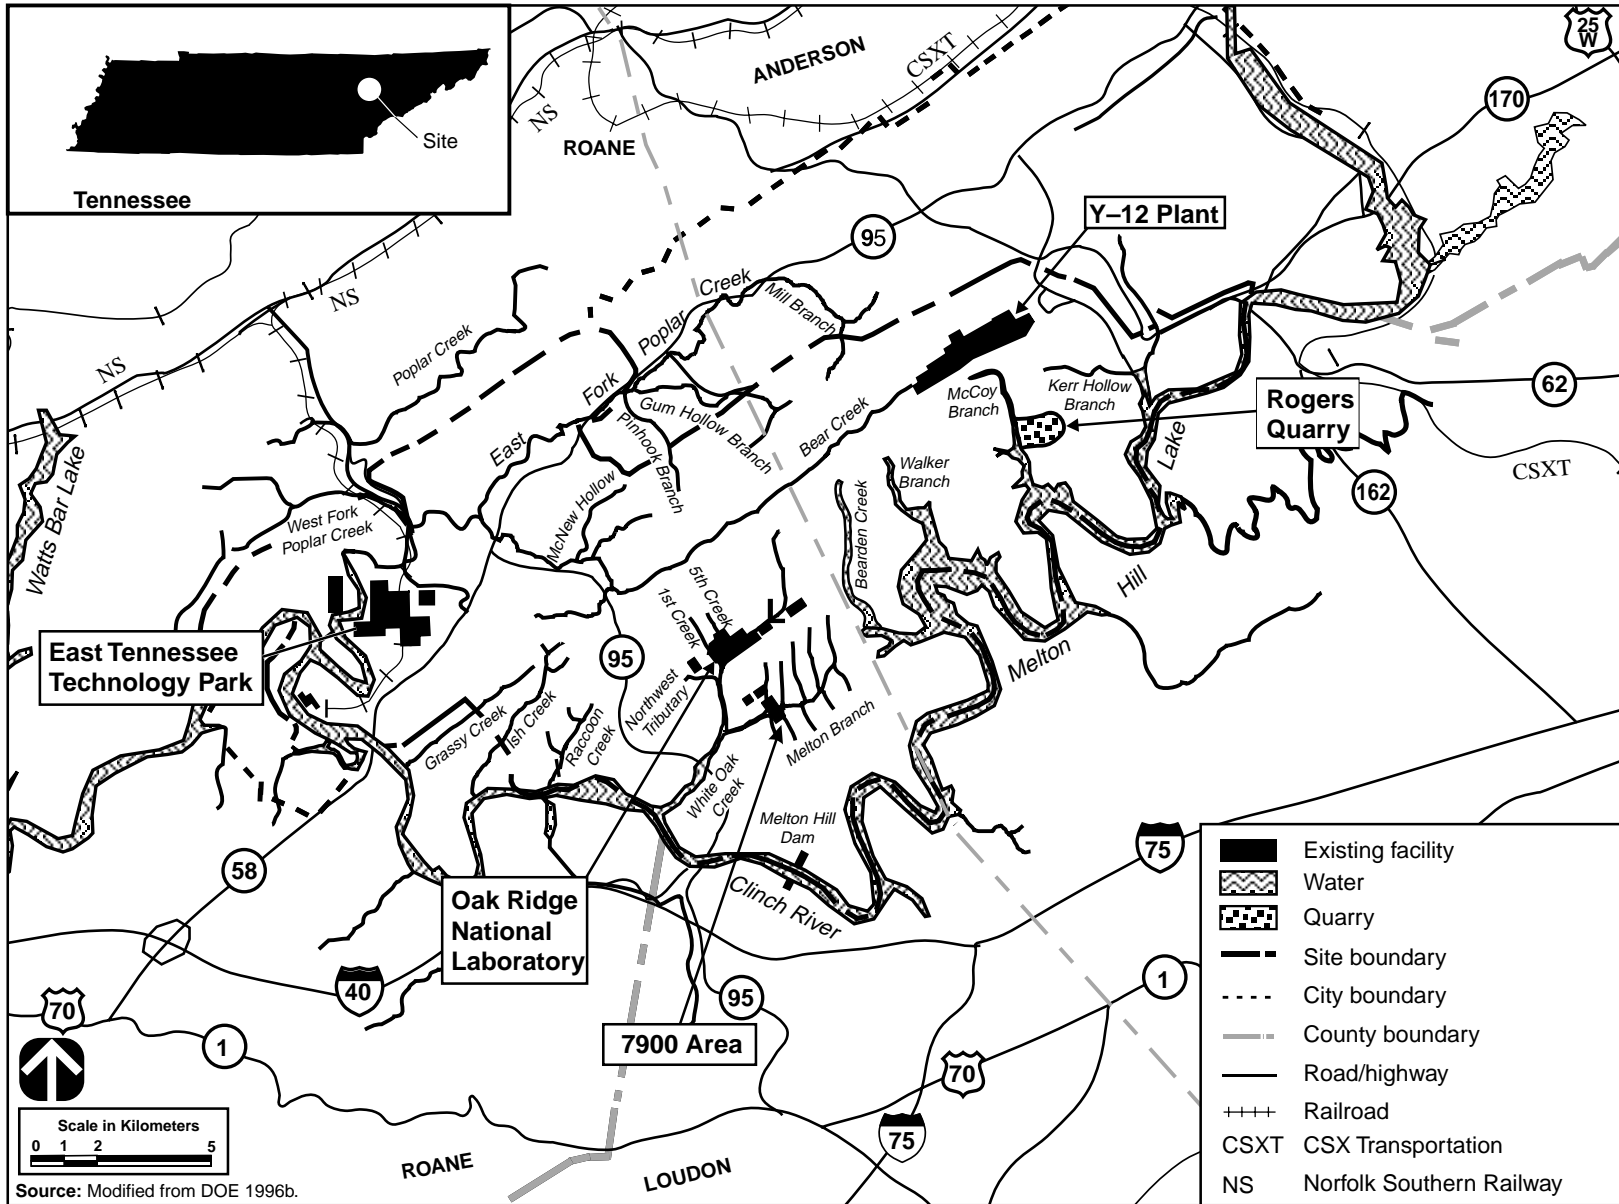 Site
Tennessee
NS
ANDERSON
CSXT
ROANE
25
W
170
Y–12 Plant
95
NS
NS
Creek
Mill Branch
Poplar
Fork
East
Poplar Creek
Gum Hollow Branch
Pinhook Branch
McNew Hollow
Bear Creek
McCoy
Branch
Kerr Hollow
Branch
Rogers
Quarry
62
CSXT
162
Lake
Hill
Melton
Walker
Branch
Bearden Creek
Watts Bar Lake
West Fork
Poplar Creek
East Tennessee
Technology Park
95
5th Creek
1st Creek
Northwest
Tributary
Grassy Creek
Ish Creek
Raccoon
Creek
Melton Branch
White Oak
Creek
Melton Hill
Dam
Clinch River
58
Oak Ridge
National
Laboratory
40
70
1
95
7900 Area
75
1
70
75
Scale in Kilometers
0 1 2 5
ROANE
LOUDON
Source: Modified from DOE 1996b.
Existing facility
Water
Quarry
Site boundary
City boundary
County boundary
Road/highway
Railroad
CSXT CSX Transportation
NS Norfolk Southern Railway